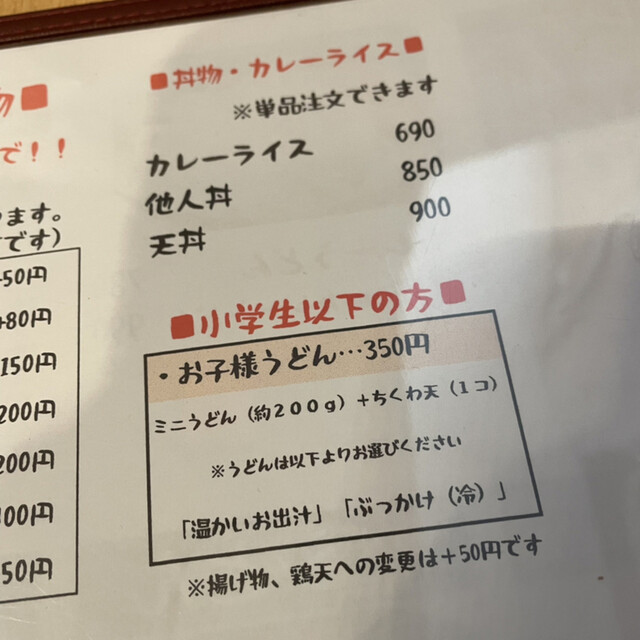 物■
で！！
ます。
です)
50円
+80円
150円
200円
200円
00円
50円
■丼物・カレーライス■
※単品注文できます
カレーライス 690
他人丼 850
天丼 900
■小学生以下の方■
・お子様うどん…350円
ミニうどん（約200g）+ちくわ天（1コ）
※うどんは以下よりお選びください
「温かいお出汁」「ぶっかけ（冷）」
※揚げ物、鶏天への変更は+50円です